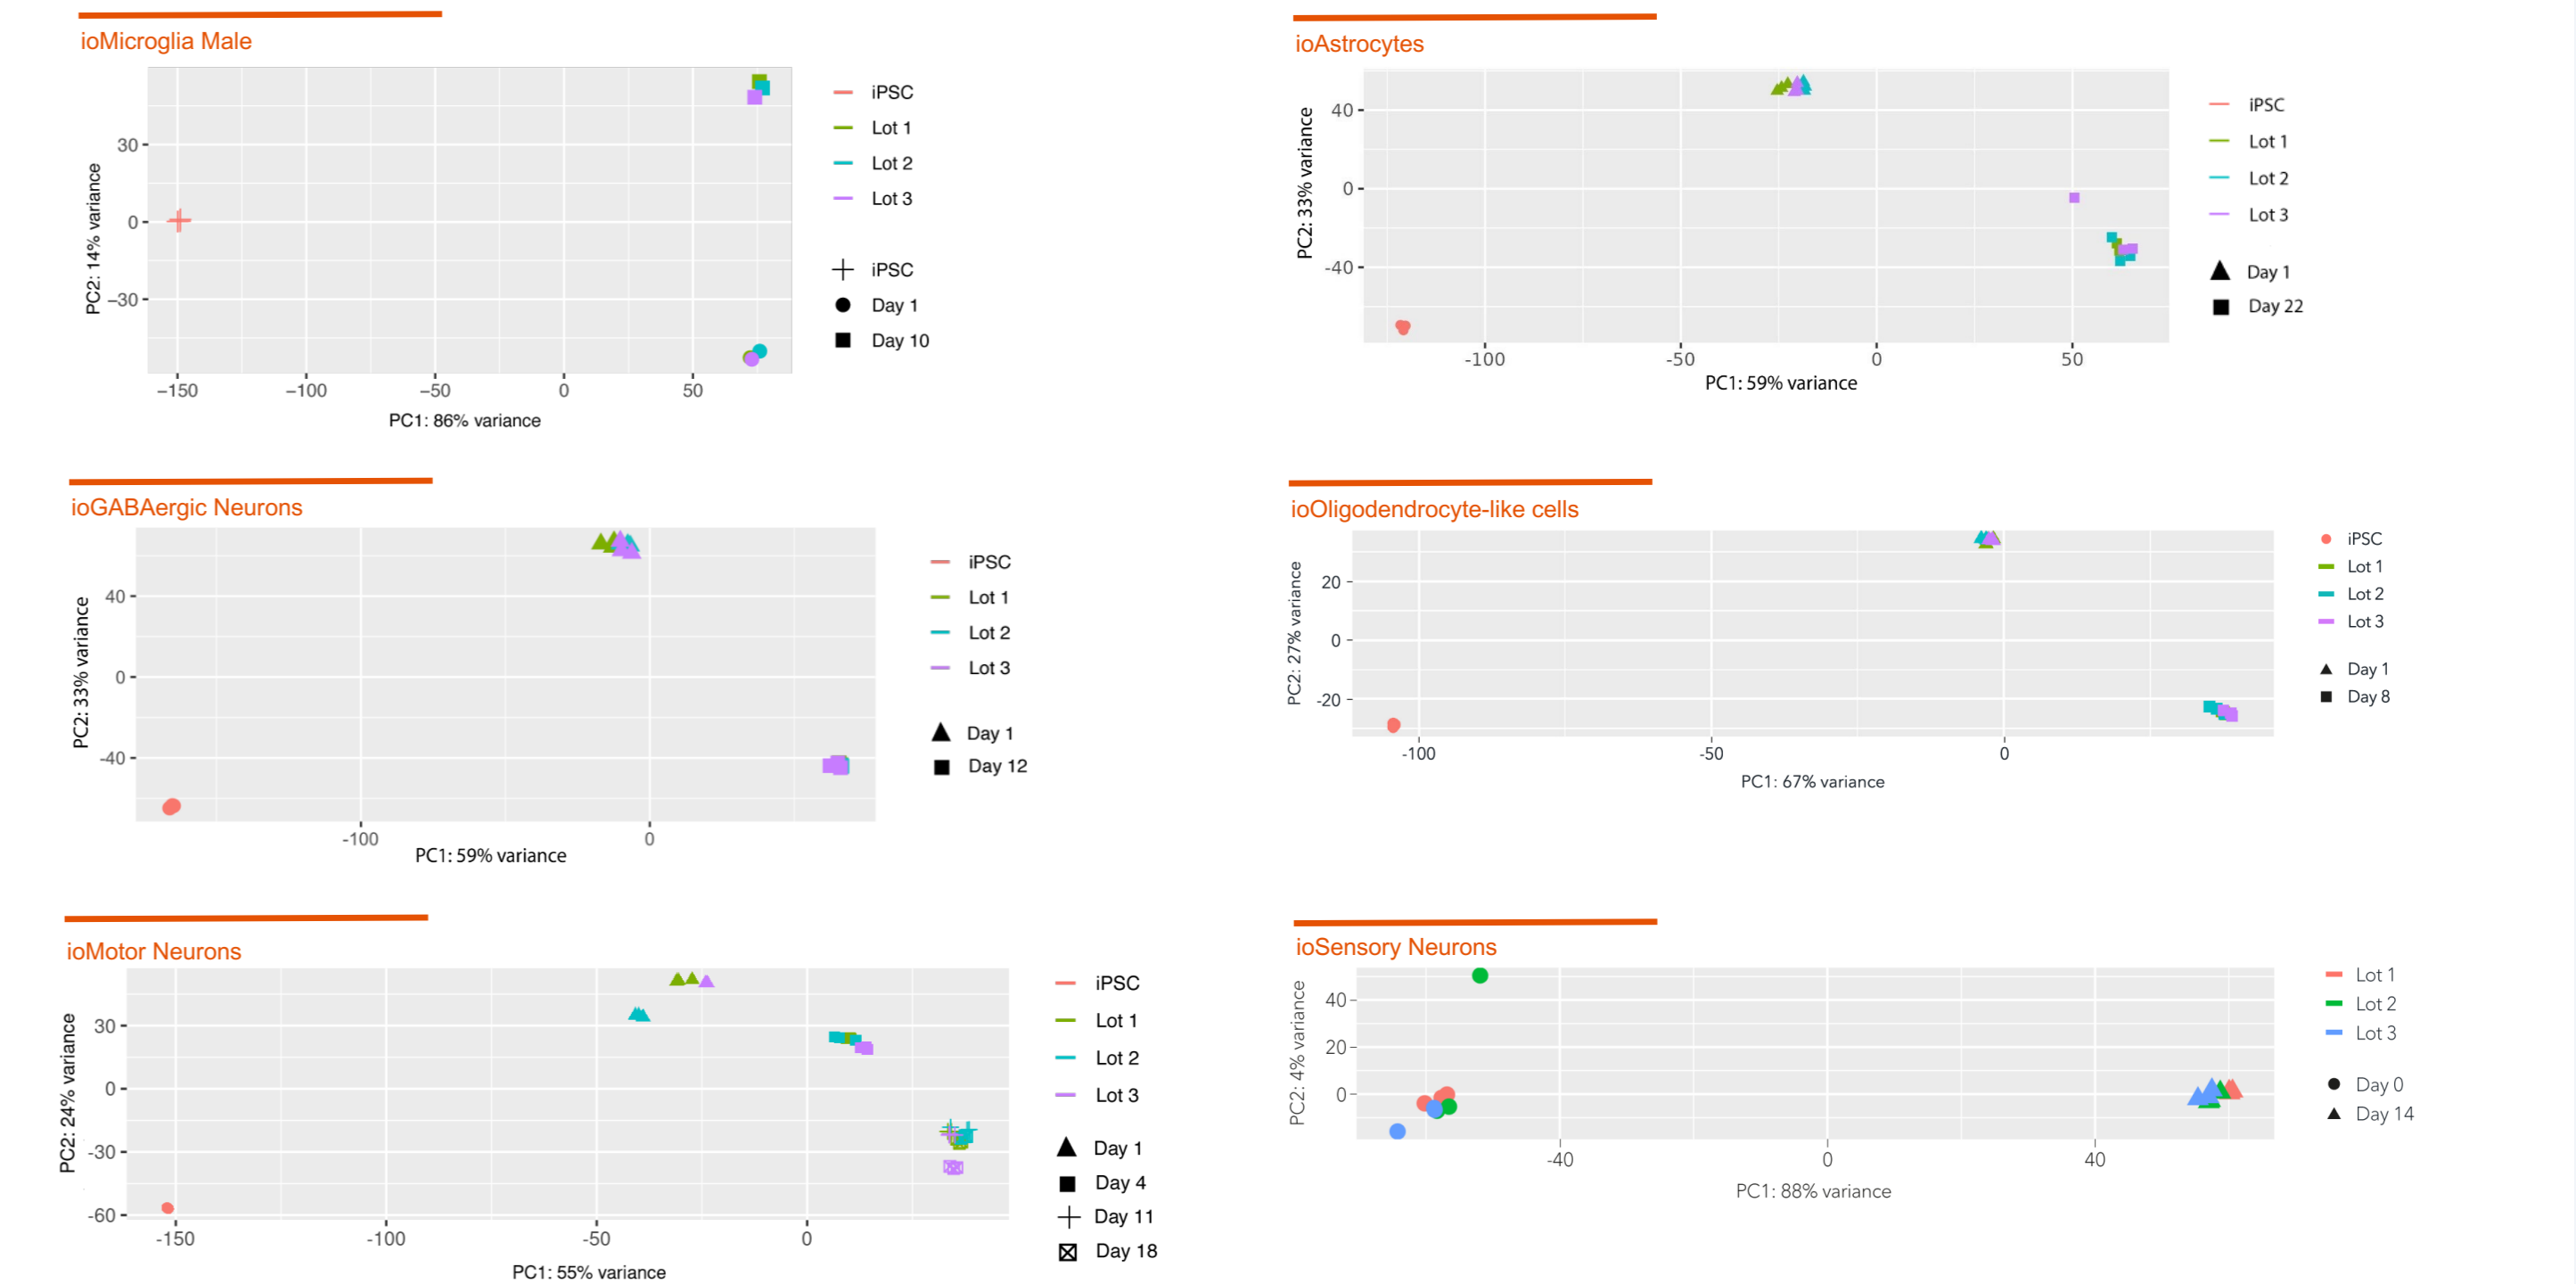 ioMicroglia Male
PC2: 14% variance
30
0
−30
−150
−100
−50
0
50
PC1: 86% variance
iPSC
Lot 1
Lot 2
Lot 3
iPSC
Day 1
Day 10
ioAstrocytes
PC2: 33% variance
40
0
-40
-100
-50
0
50
PC1: 59% variance
iPSC
Lot 1
Lot 2
Lot 3
Day 1
Day 22
ioGABAergic Neurons
PC2: 33% variance
40
0
-40
-100
0
PC1: 59% variance
iPSC
Lot 1
Lot 2
Lot 3
Day 1
Day 12
ioOligodendrocyte-like cells
PC2: 27% variance
20
0
-20
-100
-50
0
PC1: 67% variance
iPSC
Lot 1
Lot 2
Lot 3
Day 1
Day 8
ioMotor Neurons
PC2: 24% variance
30
0
-30
-60
-150
-100
-50
0
PC1: 55% variance
iPSC
Lot 1
Lot 2
Lot 3
Day 1
Day 4
Day 11
Day 18
ioSensory Neurons
PC2: 4% variance
40
20
0
-40
0
40
PC1: 88% variance
Lot 1
Lot 2
Lot 3
Day 0
Day 14